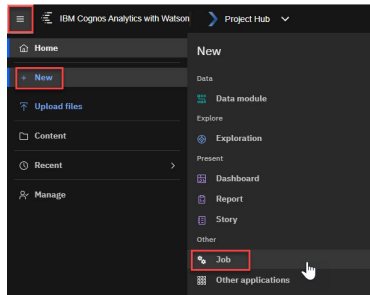 IBM Cognos Analytics with Watson
Project Hub
Home
New
Upload files
Content
Recent
Manage
New
Data
Data module
Explore
Exploration
Present
Dashboard
Report
Story
Other
Job
Other applications